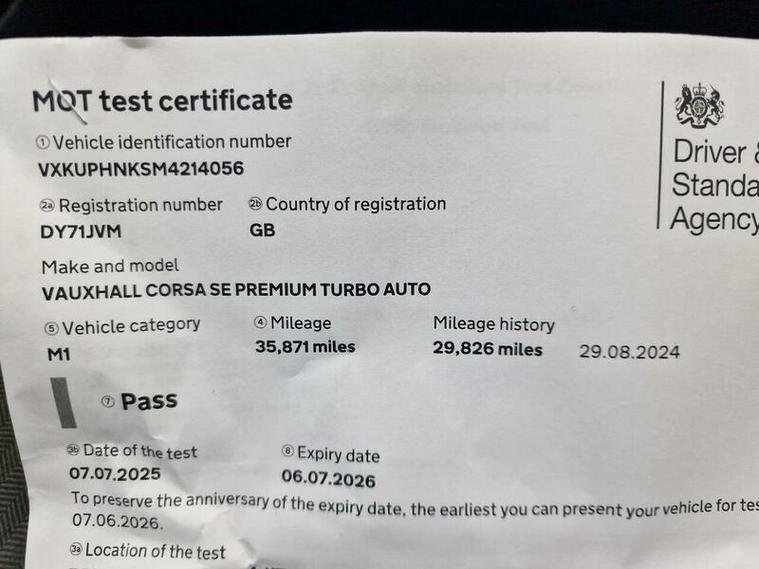 MOT test certificate
① Vehicle identification number
VXKUPHNKSM4214056
2a Registration number 2b Country of registration
DY71JVM GB
Make and model
VAUXHALL CORSA SE PREMIUM TURBO AUTO
⑤ Vehicle category ④ Mileage Mileage history
M1 35,871 miles 29,826 miles 29.08.2024
⑦ Pass
3b Date of the test ⑧ Expiry date
07.07.2025 06.07.2026
To preserve the anniversary of the expiry date, the earliest you can present your vehicle for tes
07.06.2026.
3a Location of the test
Driver &
Standa
Agency